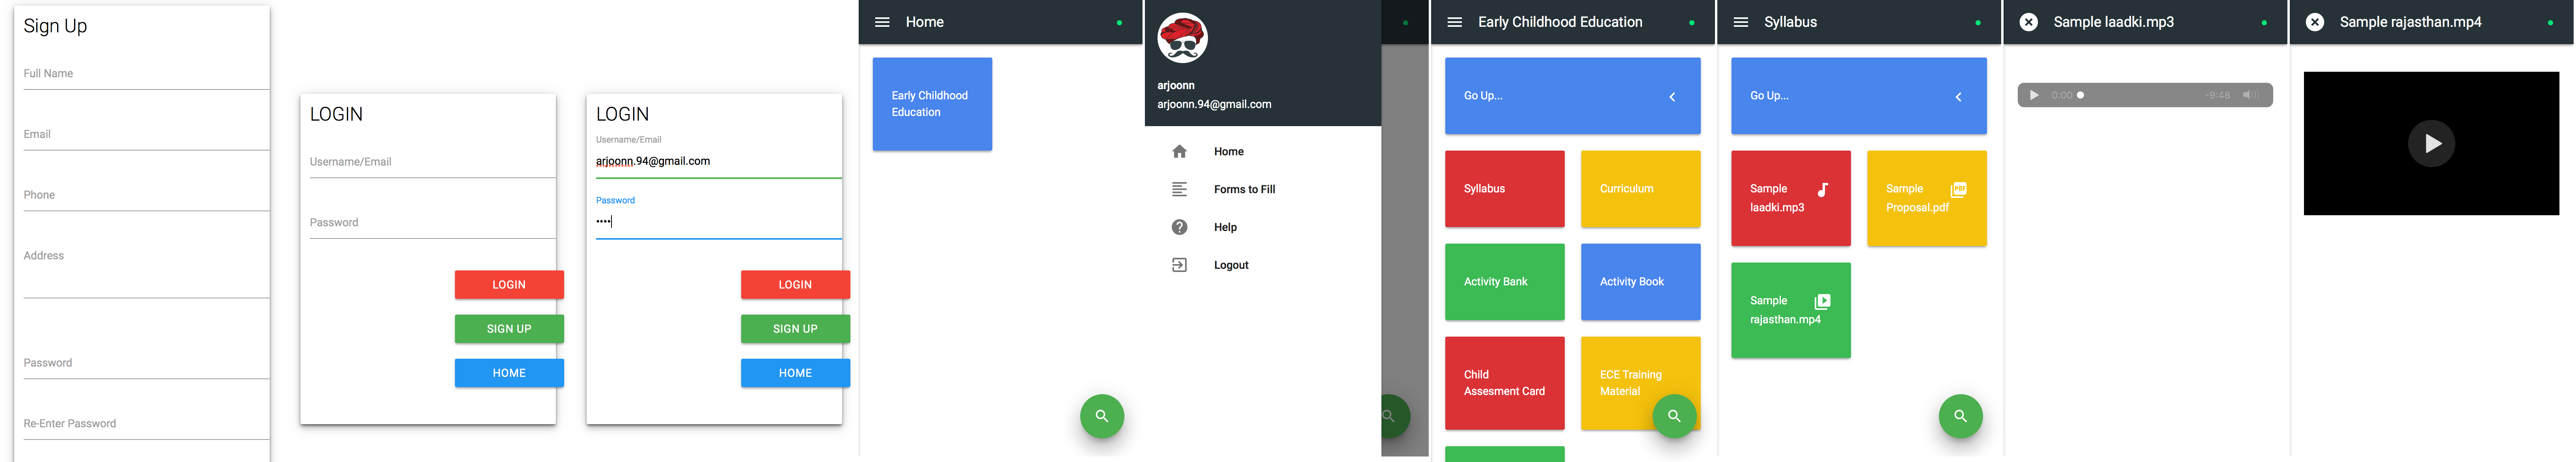 Sign Up
Full Name
Email
Phone
Address
Password
Re-Enter Password
LOGIN
Username/Email
Password
LOGIN
SIGN UP
HOME
LOGIN
Username/Email
arjoonn.94@gmail.com
Password
LOGIN
SIGN UP
HOME
Home
Early Childhood
Education
arjoonn
arjoonn.94@gmail.com
Home
Forms to Fill
Help
Logout
Early Childhood Education
Go Up...
Syllabus
Curriculum
Activity Bank
Activity Book
Child
Assesment Card
ECE Training
Material
Syllabus
Go Up...
Sample
laadki.mp3
Sample
Proposal.pdf
PDF
Sample
rajasthan.mp4
Sample laadki.mp3
0:00
-9:48
Sample rajasthan.mp4